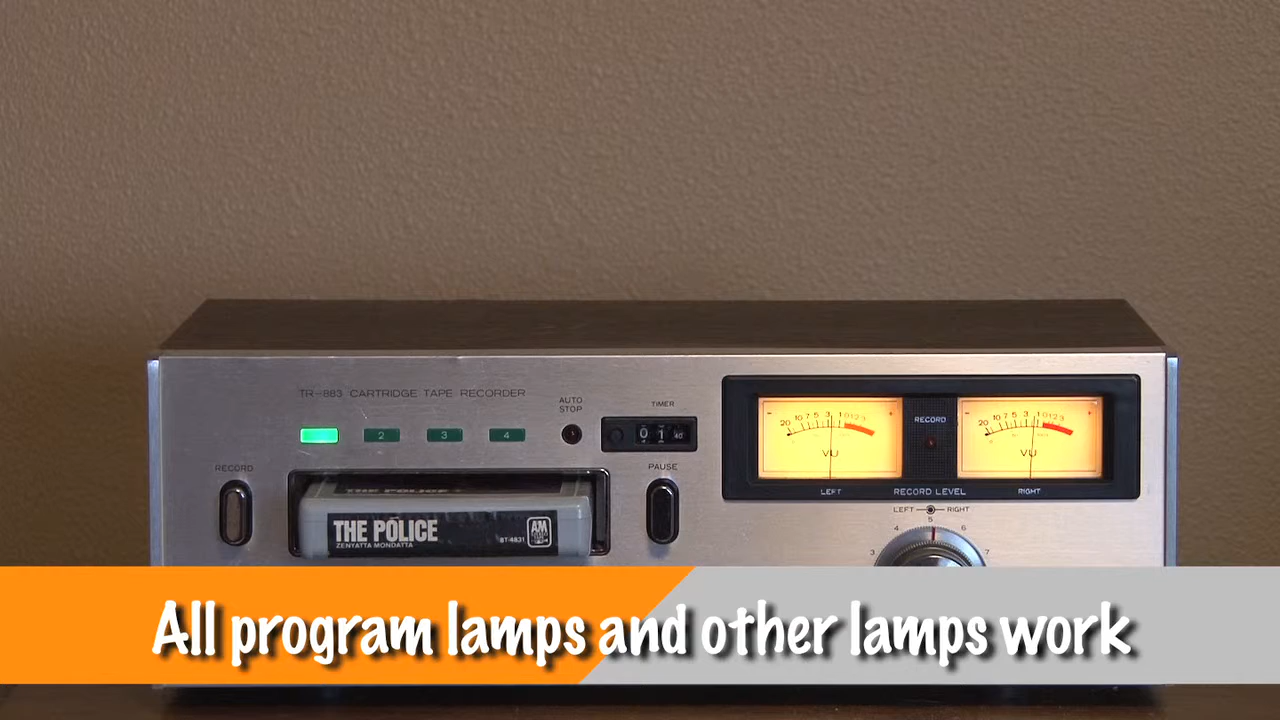 TR-883 CARTRIDGE TAPE RECORDER
AUTO
STOP
TIMER
2
3
4
0 1 40
RECORD
PAUSE
20 10 7 5 3 1 0 1 2 3
VU
LEFT
RECORD
20 10 7 5 3 1 0 1 2 3
VU
RIGHT
RECORD LEVEL
LEFT
RIGHT
3
4
5
6
7
THE POLICE
THE POLICE
ZENYATTA MONDATTA
8T-4831
A&M
All program lamps and other lamps work